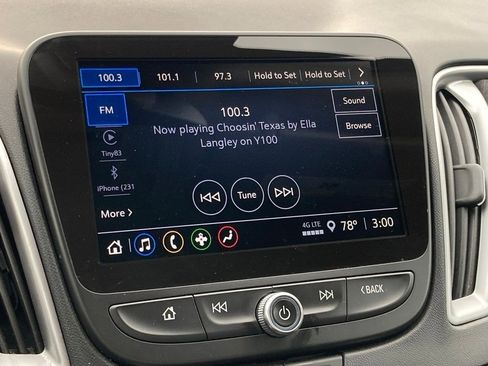 100.3 101.1 97.3 Hold to Set Hold to Set
FM
100.3
Sound
Now playing Choosin' Texas by Ella
Langley on Y100
Browse
Tiny83
iPhone (231
Tune
More
4G LTE 78° 3:00
BACK